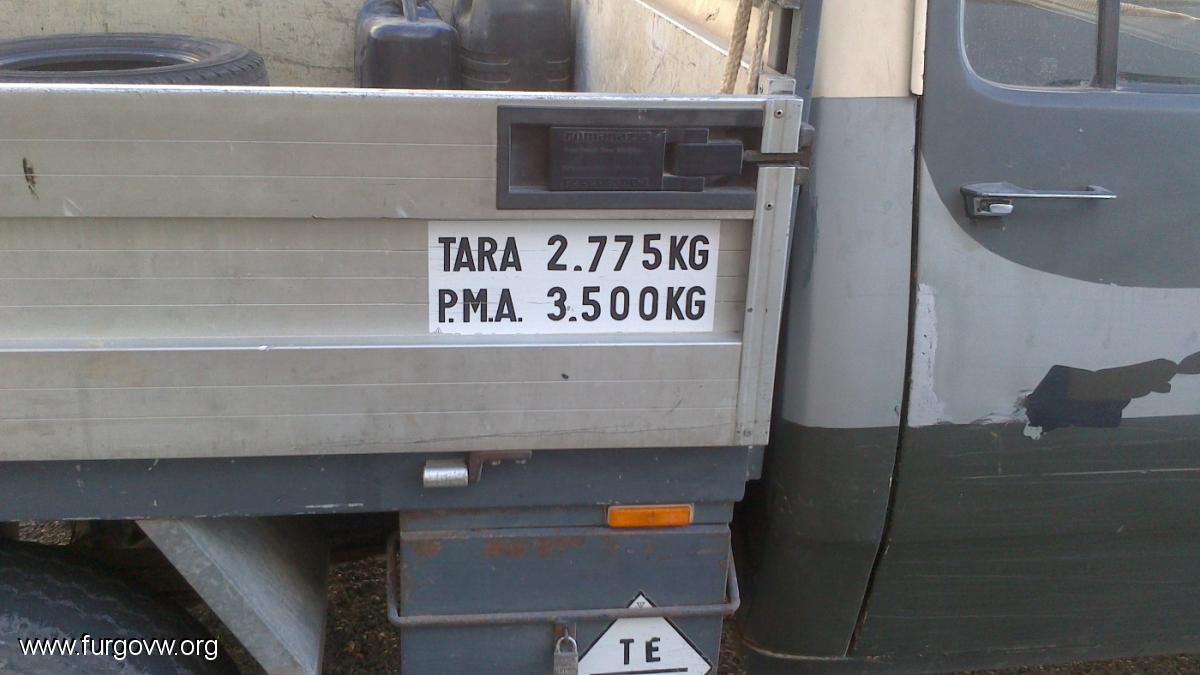 TARA 2.775KG
P.M.A. 3.500KG
V
TE
www.furgovw.org